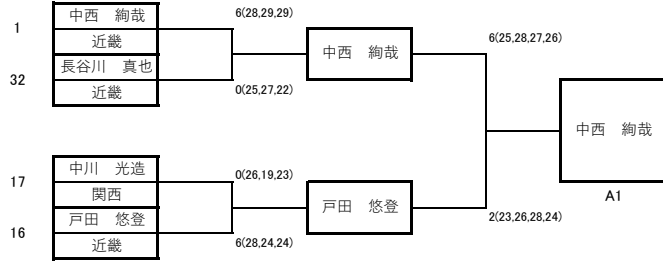 1
中西　絢哉
近畿
6(28,29,29)
32
長谷川　真也
近畿
0(25,27,22)
中西　絢哉
6(25,28,27,26)
17
中川　光造
関西
0(26,19,23)
16
戸田　悠登
近畿
6(28,24,24)
戸田　悠登
2(23,26,28,24)
中西　絢哉
A1